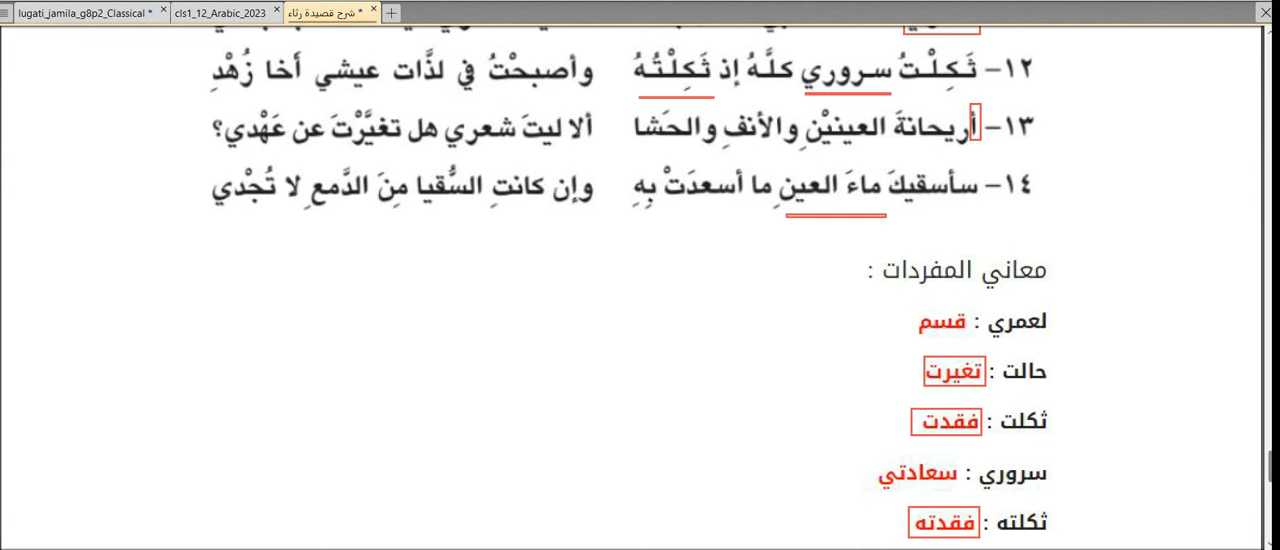 lugati_jamila_g8p2_Classical *
cls1_12_Arabic_2023
شرح قصيدة رثاء *
١٢- ثَكِلْتُ سروري كلَّهُ إذ ثَكِلْتُهُ وأصبحْتُ في لذَّات عيشي أَخا زُهْدِ
١٣- أريحانةَ العينيْنِ والأنفِ والحَشا ألا ليتَ شعري هل تغيَّرْتَ عن عَهْدي؟
١٤- سأسقيكَ ماءَ العينِ ما أسعدَتْ بِهِ وإن كانتِ السُّقيا مِنَ الدَّمعِ لا تُجْدي
معاني المفردات :
لعمري : قسم
حالت : تغيرت
ثكلت : فقدت
سروري : سعادتي
ثكلته : فقدته